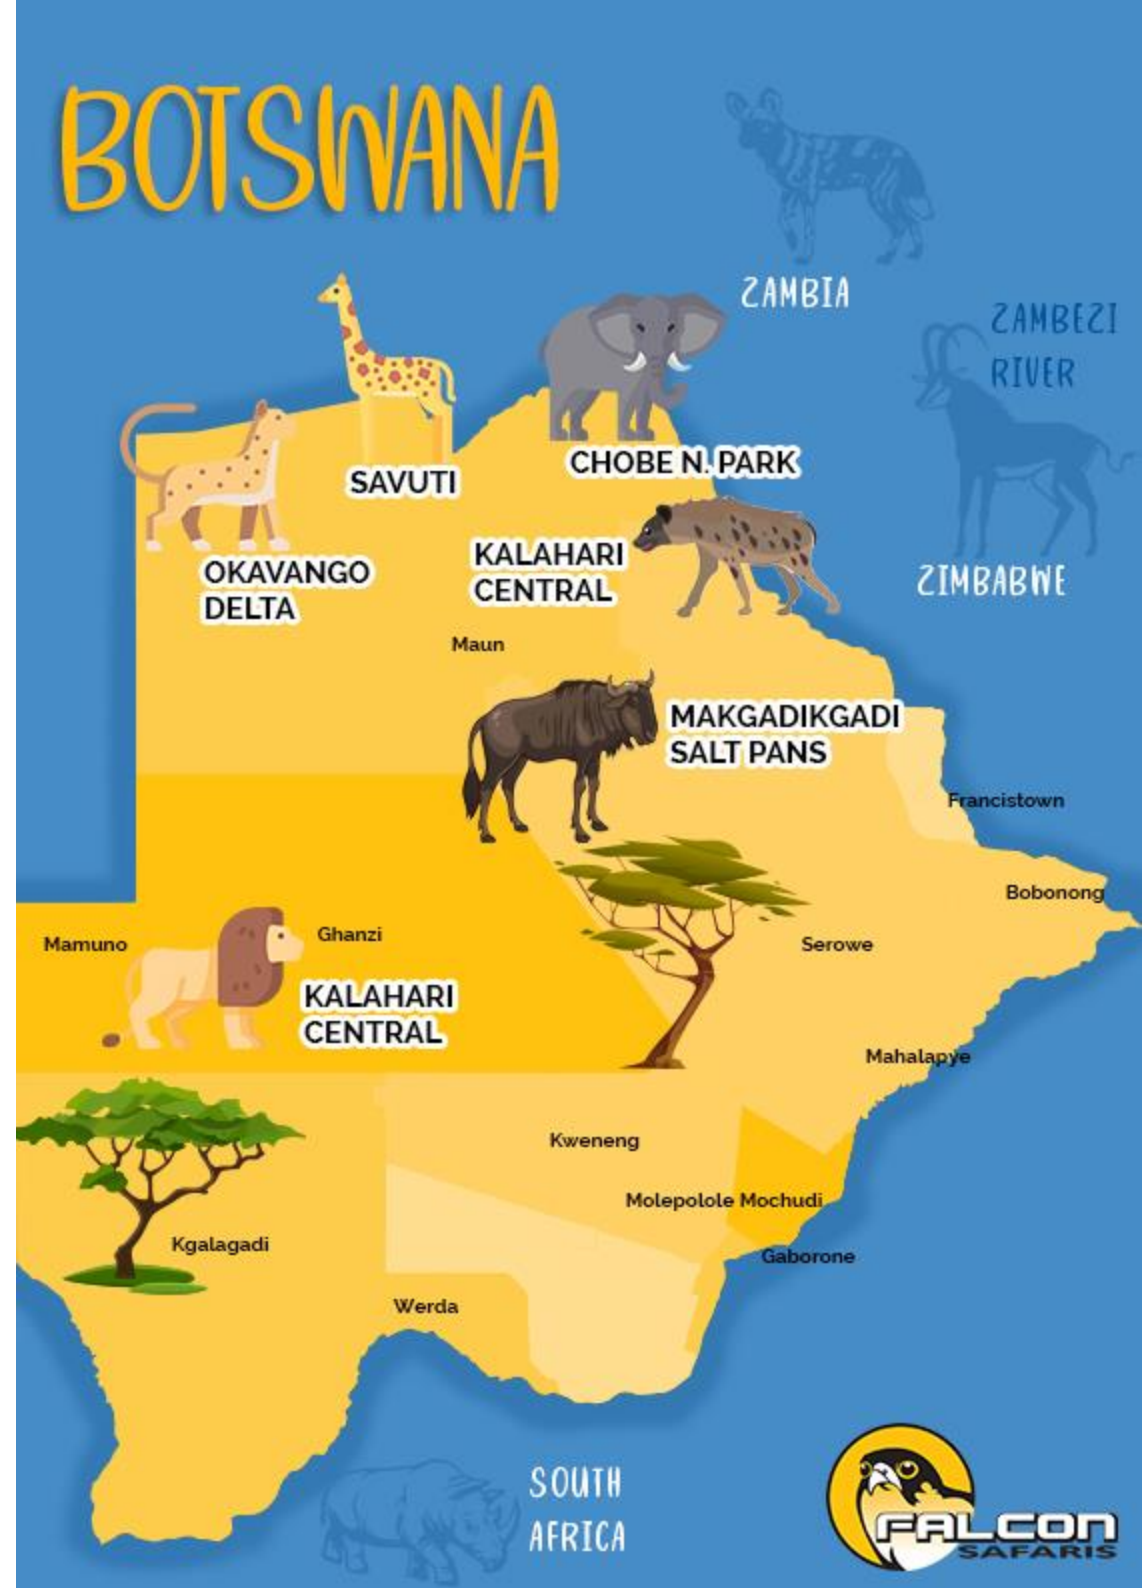 BOTSWANA
ZAMBIA
ZAMBEZI
RIVER
CHOBE N. PARK
SAVUTI
KALAHARI
CENTRAL
OKAVANGO
DELTA
ZIMBABWE
Maun
MAKGADIKGADI
SALT PANS
Francistown
Bobonong
Mamuno
Ghanzi
Serowe
KALAHARI
CENTRAL
Mahalapye
Kweneng
Molepolole Mochudi
Kgalagadi
Gaborone
Werda
SOUTH
AFRICA
FALCON
SAFARIS